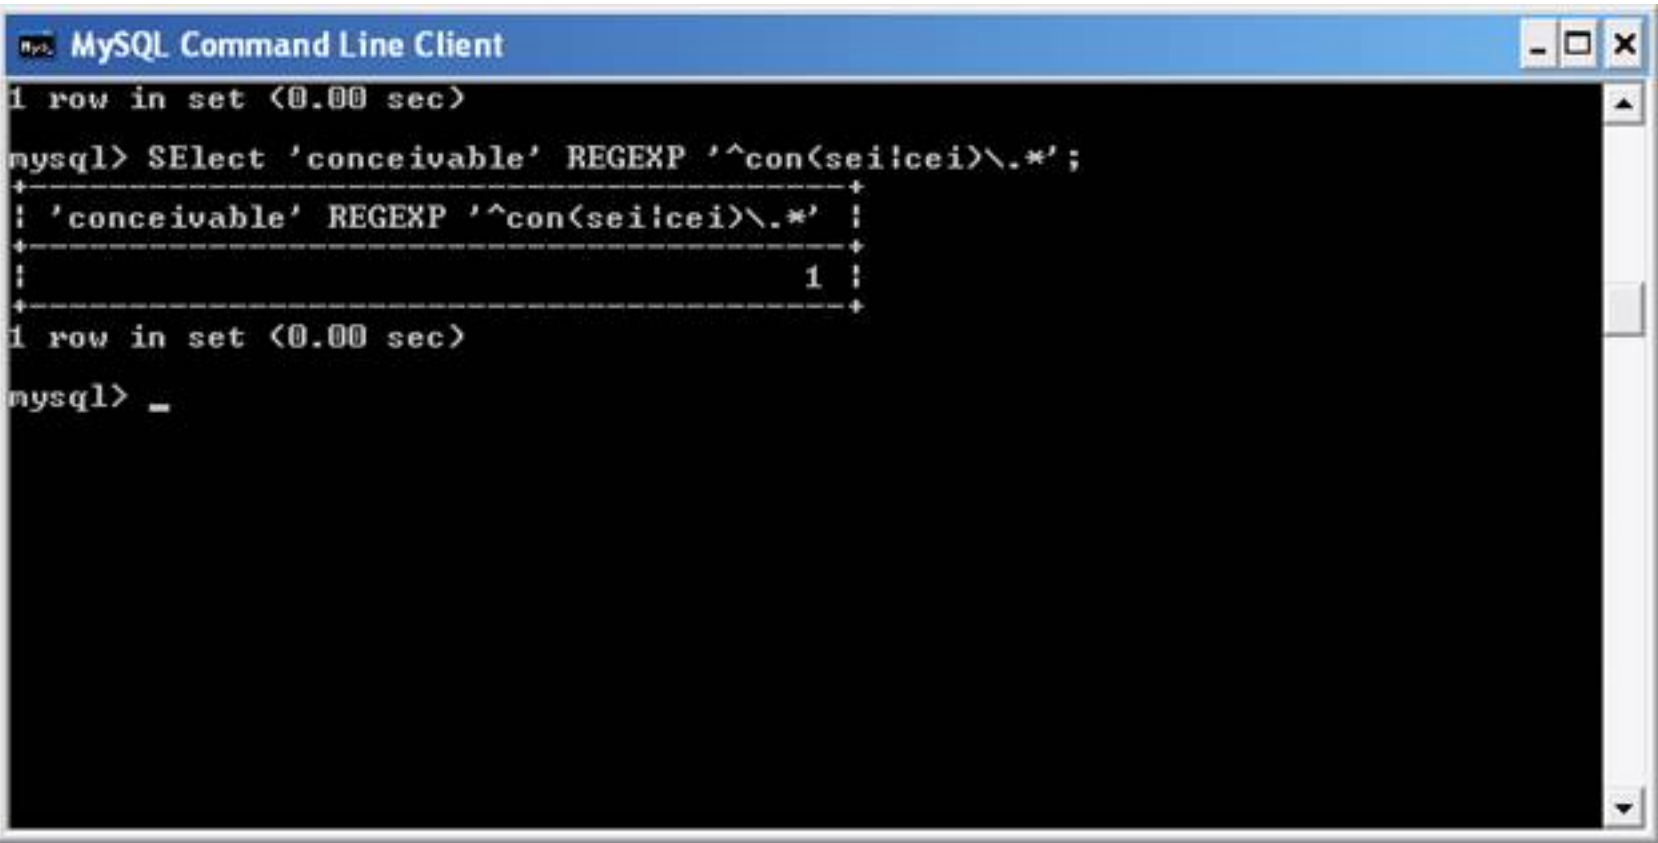 MySQL Command Line Client
1 row in set (0.00 sec)
mysql> SElect 'conceivable' REGEXP '^con(sei|cei)\.*';
+------------------------------------------+
| 'conceivable' REGEXP '^con(sei|cei)\.*' |
+------------------------------------------+
| 1 |
+------------------------------------------+
1 row in set (0.00 sec)
mysql> _